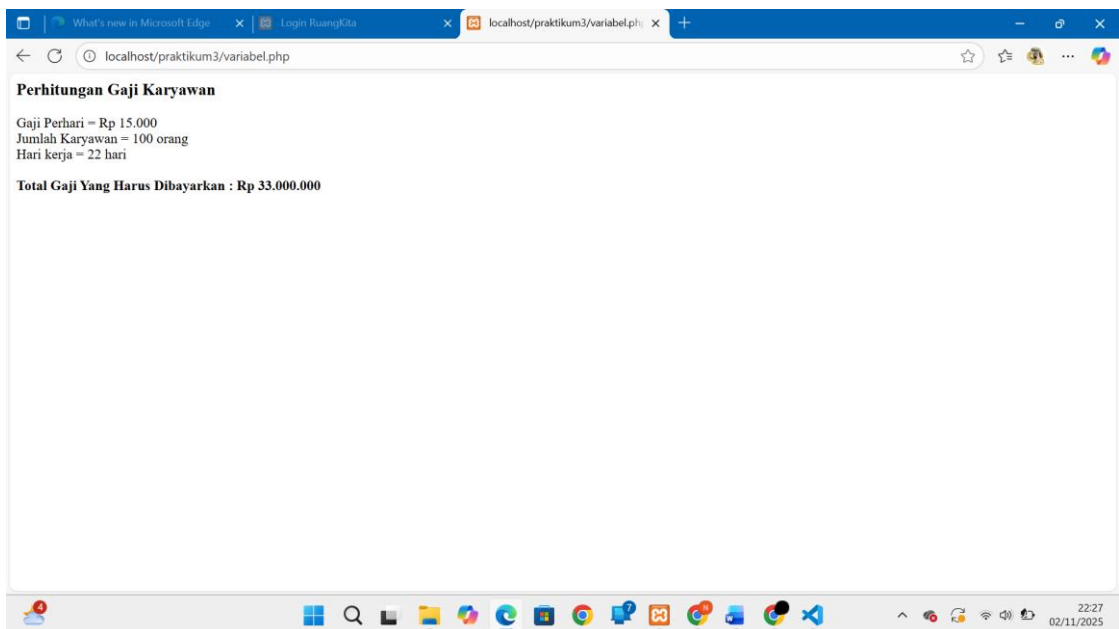 What's new in Microsoft Edge
Login RuangKita
localhost/praktikum3/variabel.ph
localhost/praktikum3/variabel.php
Perhitungan Gaji Karyawan
Gaji Perhari = Rp 15.000
Jumlah Karyawan = 100 orang
Hari kerja = 22 hari
Total Gaji Yang Harus Dibayarkan : Rp 33.000.000
4
7
N
22:27
02/11/2025